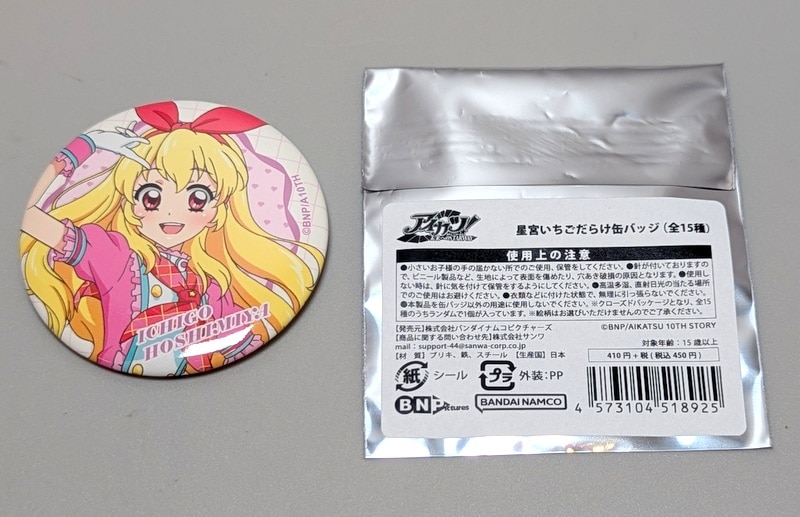 ©BNP/A10TH
ICHIGO
HOSHIMIYA
アイカツ!
星宮いちごだらけ缶バッジ(全15種)
使用上の注意
●小さいお子様の手の届かない所でのご使用、保管をしてください。●針が付いておりますので、ビニール製品など、生地によって表面を傷めたり、穴あき破損の原因となります。●使用しない時は、針に気を付けて保管をするようにしてください。●高温多湿、直射日光の当たる場所でのご使用はお避けください。●衣類などに付けた状態で、無理に引っ張らないでください。●本製品を缶バッジ以外の用途に使用しないでください。※クローズドパッケージとなり、全15種のうちランダムで1個が入っています。※絵柄はお選びいただけませんのでご了承ください。
[発売元]株式会社バンダイナムコピクチャーズ
©BNP/AIKATSU 10TH STORY
[商品に関する問い合わせ先]株式会社サンワ
mail:support-44@sanwa-corp.co.jp
対象年齢:15歳以上
[材 質] ブリキ、鉄、スチール [生産国] 日本
410円+税(税込450円)
紙 シール
プラ 外装:PP
BNPictures
BANDAI NAMCO
4 573104 518925